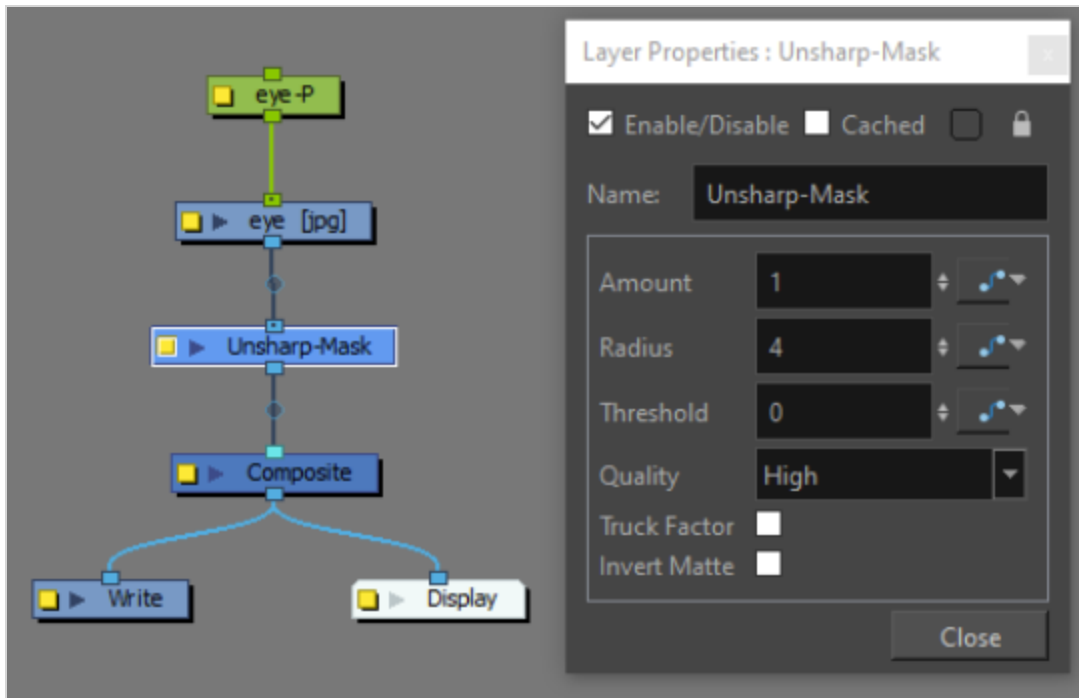 eye-P
eye [jpg]
Unsharp-Mask
Composite
Write
Display
Layer Properties : Unsharp-Mask
x
Enable/Disable
Cached
Name:
Unsharp-Mask
Amount
1
Radius
4
Threshold
0
Quality
High
Truck Factor
Invert Matte
Close